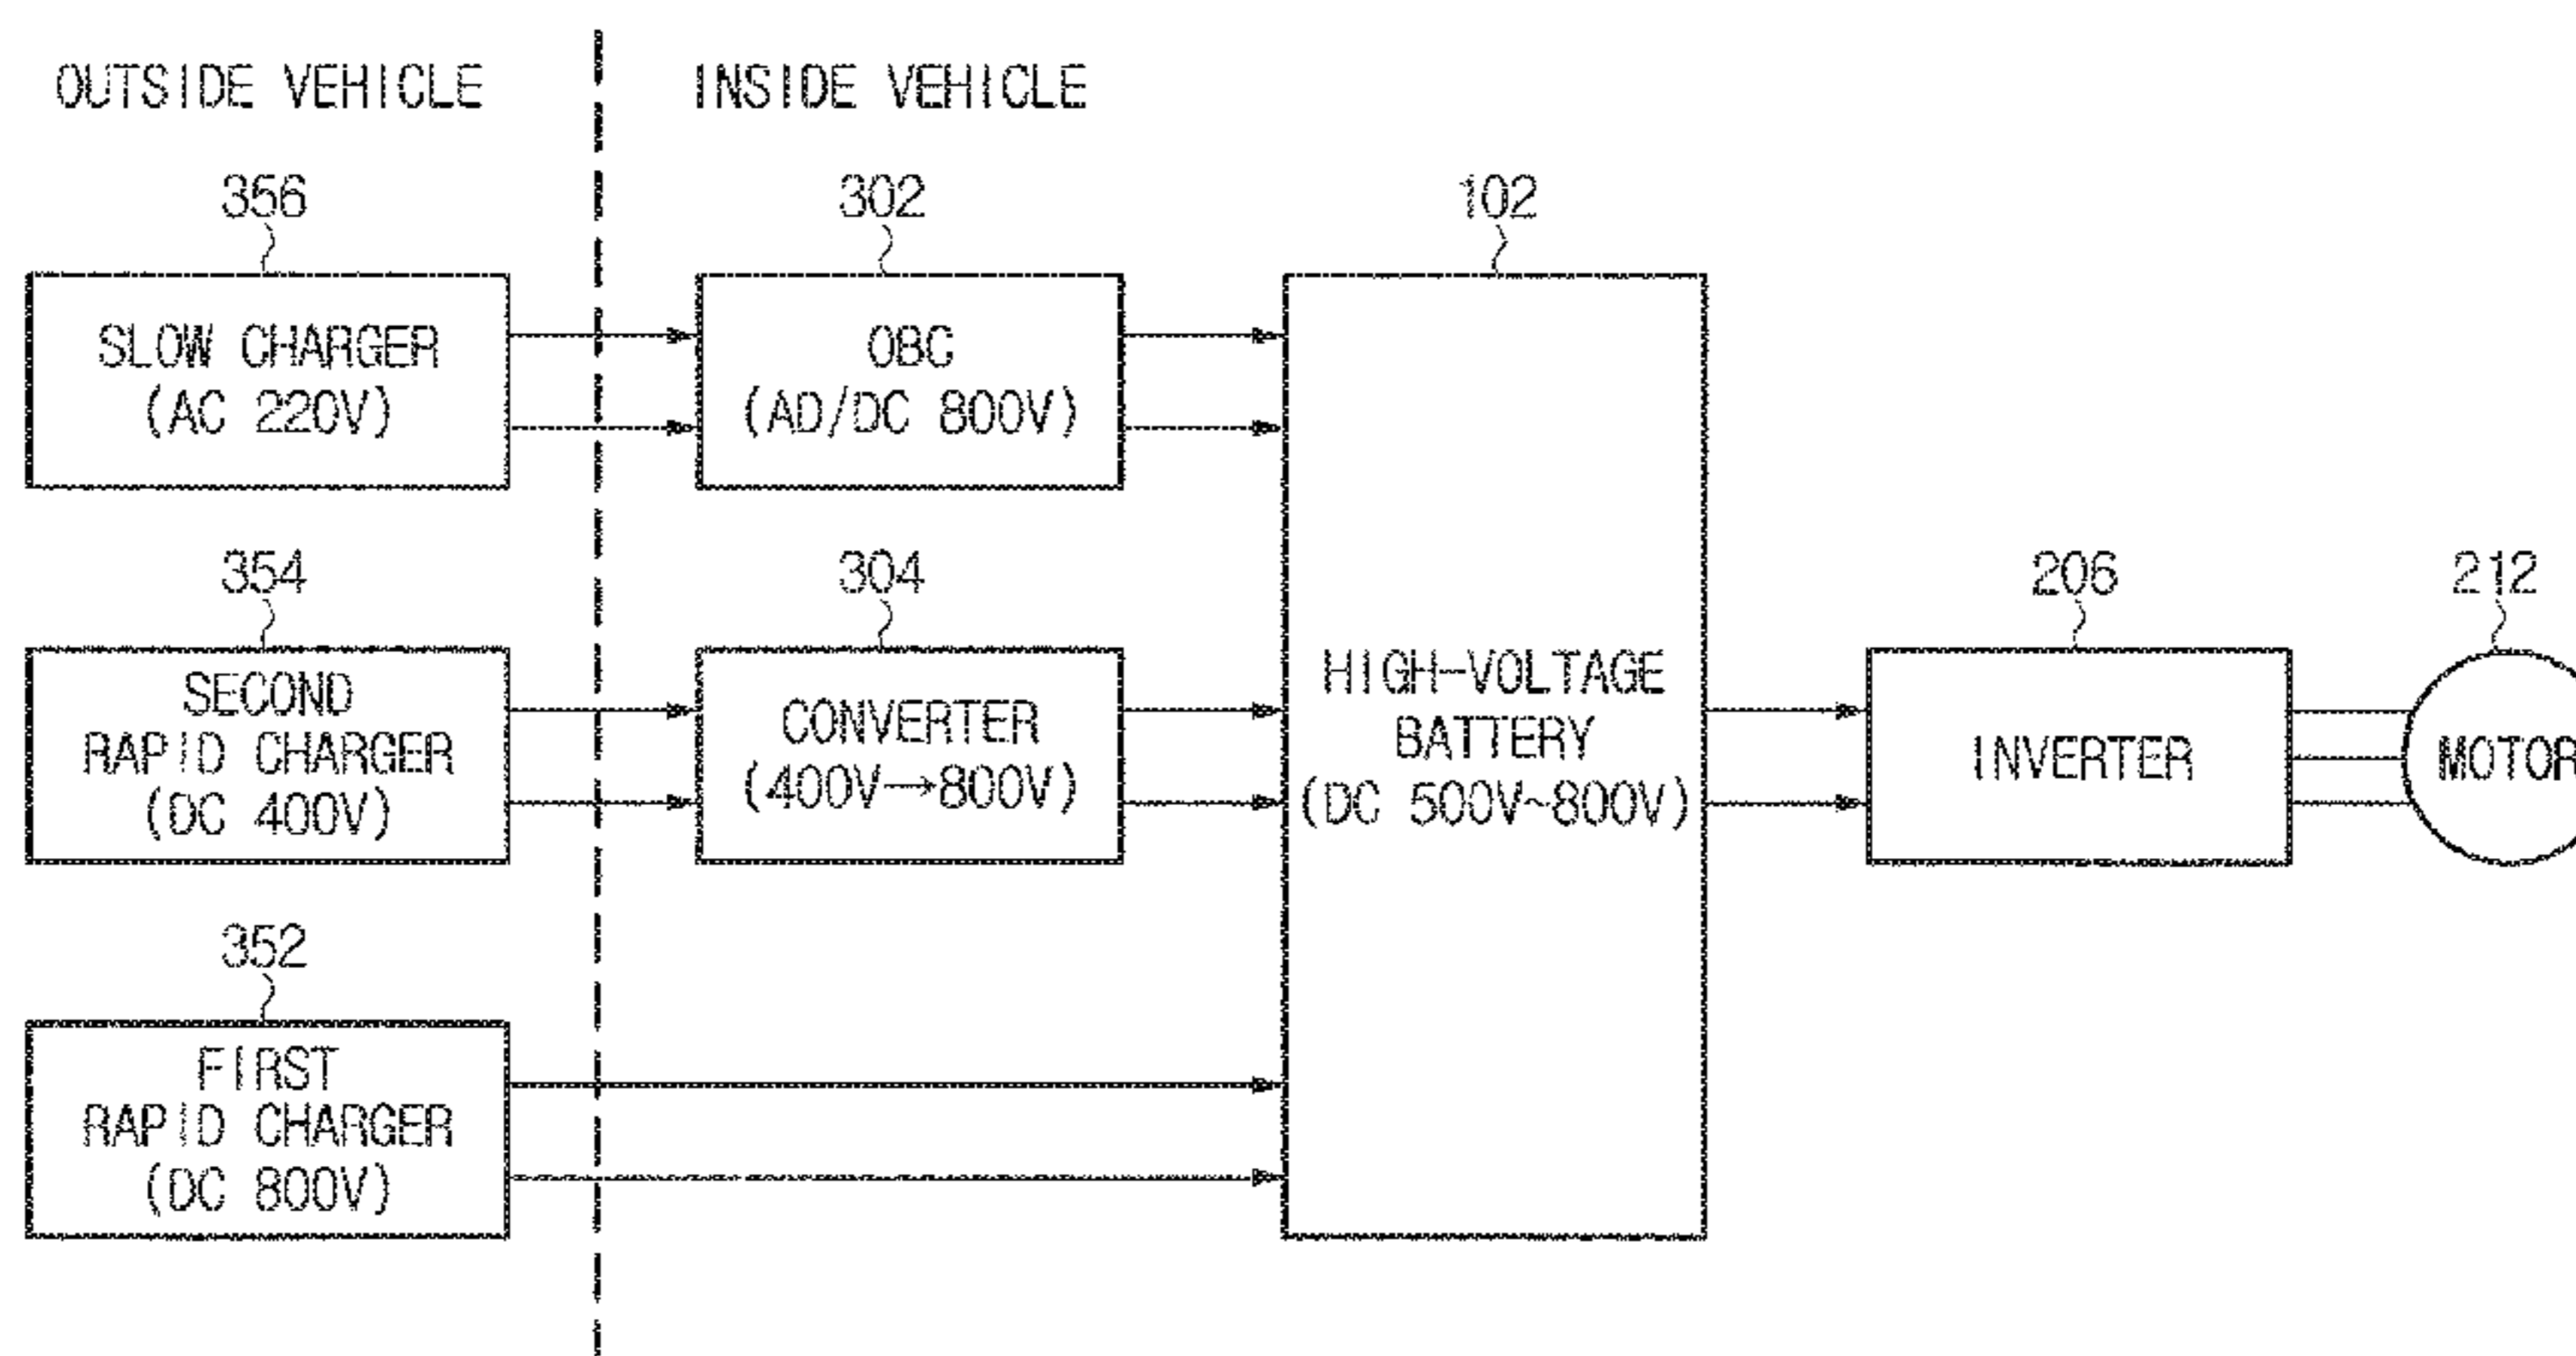 OUTSIDE VEHICLE
INSIDE VEHICLE
356
302
102
SLOW CHARGER
(AC 220V)
OBC
(AD/DC 800V)
354
304
206
212
SECOND
RAPID CHARGER
(DC 400V)
CONVERTER
(400V→800V)
HIGH-VOLTAGE
BATTERY
(DC 500V~800V)
INVERTER
MOTOR
352
FIRST
RAPID CHARGER
(DC 800V)